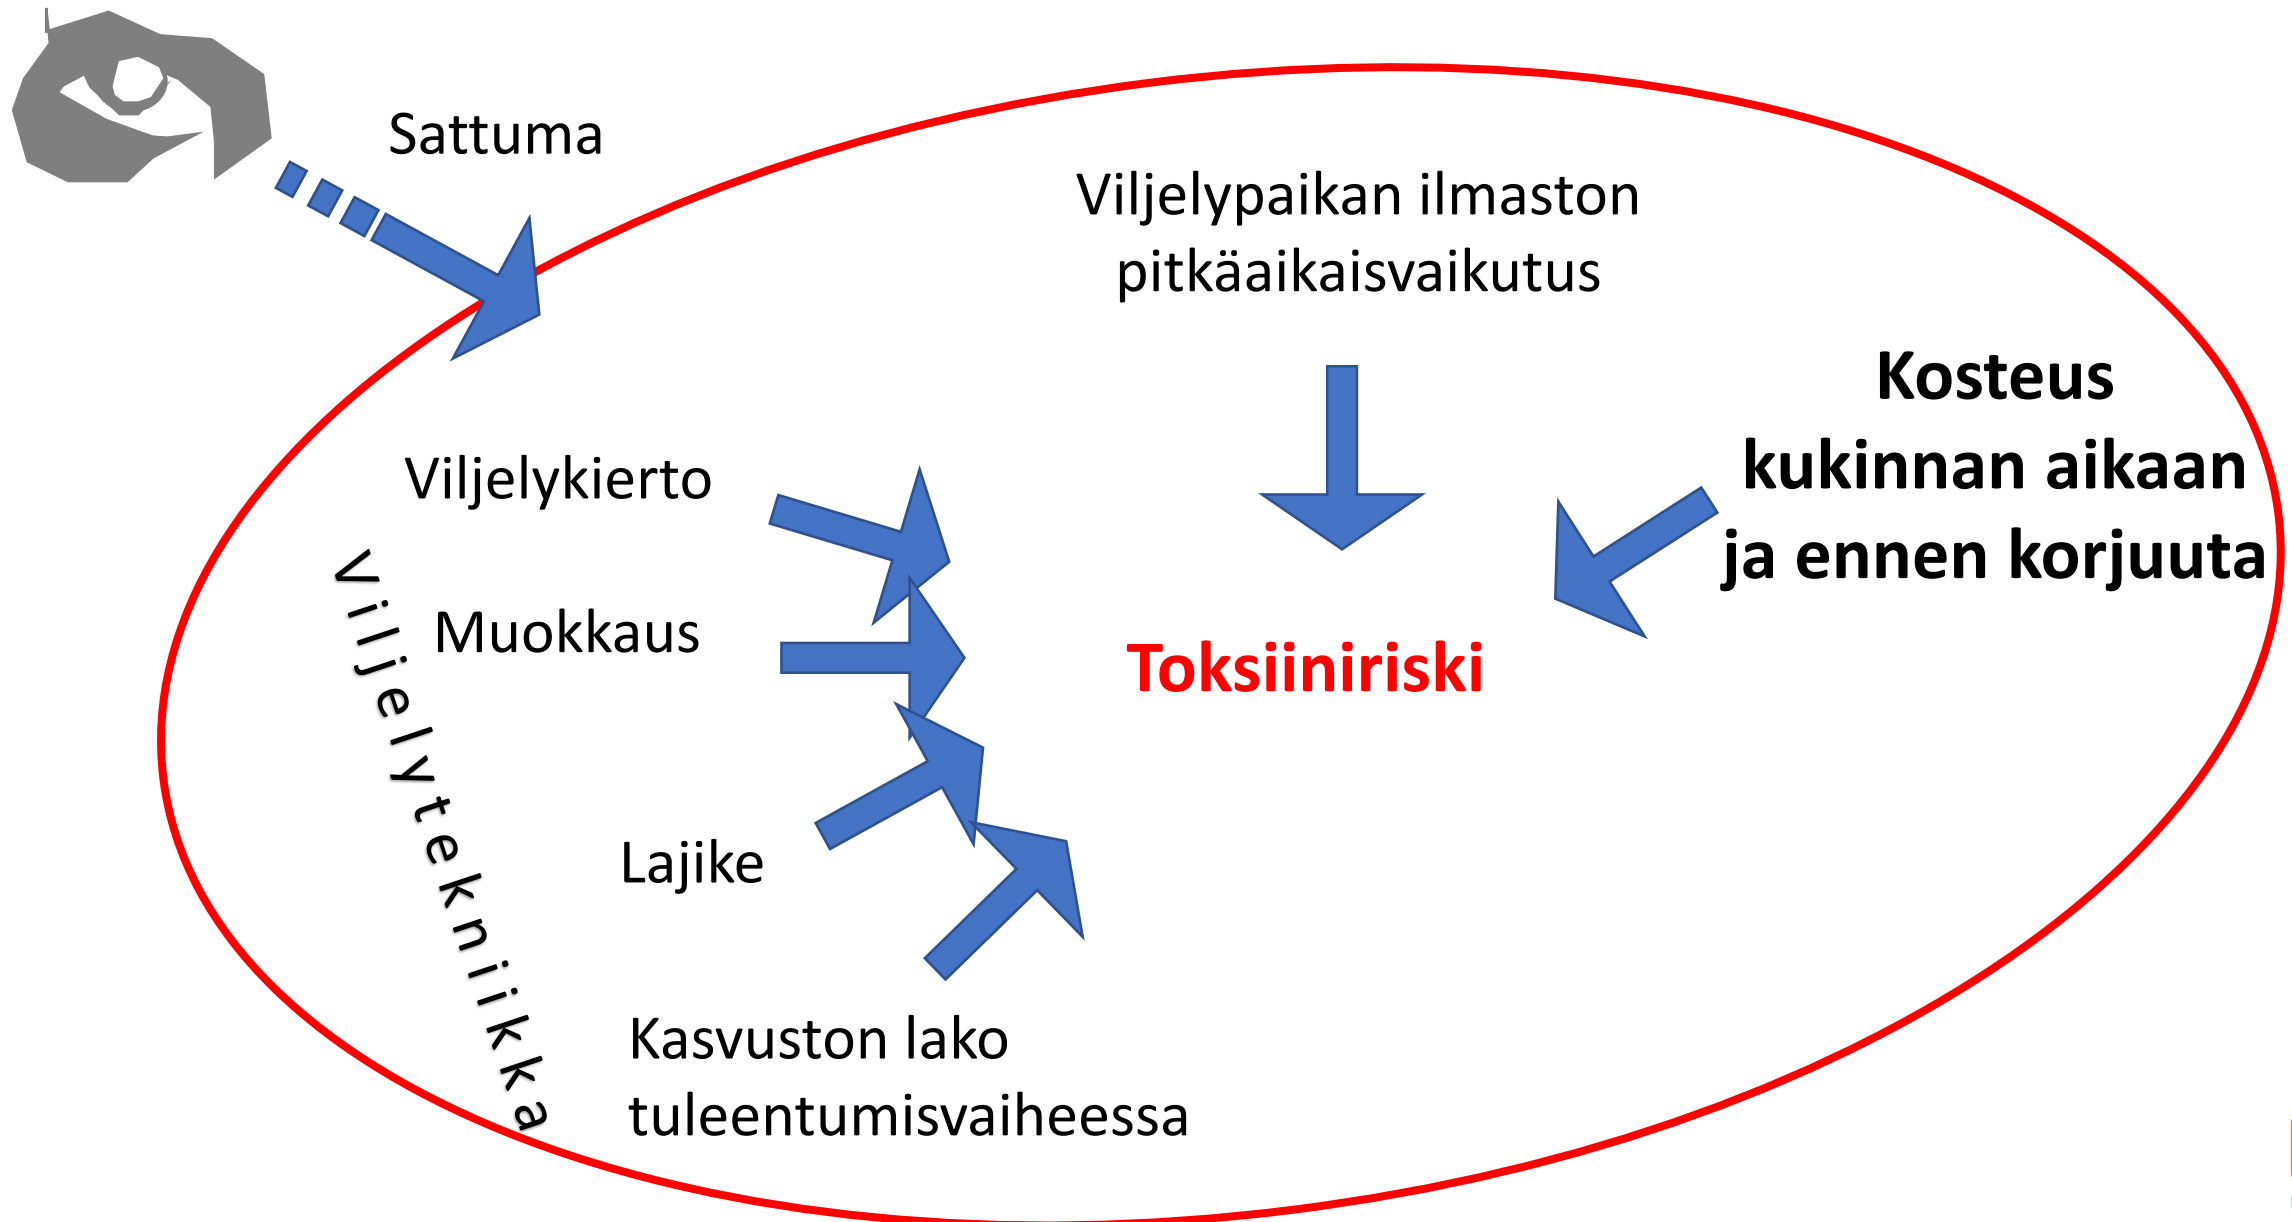 Sattuma
Viljelypaikan ilmaston
pitkäaikaisvaikutus
Kosteus
kukinnan aikaan
ja ennen korjuuta
Viljelykierto
Muokkaus
Toksiiniriski
Viljelytekniikka
Lajike
Kasvuston lako
tuleentumisvaiheessa